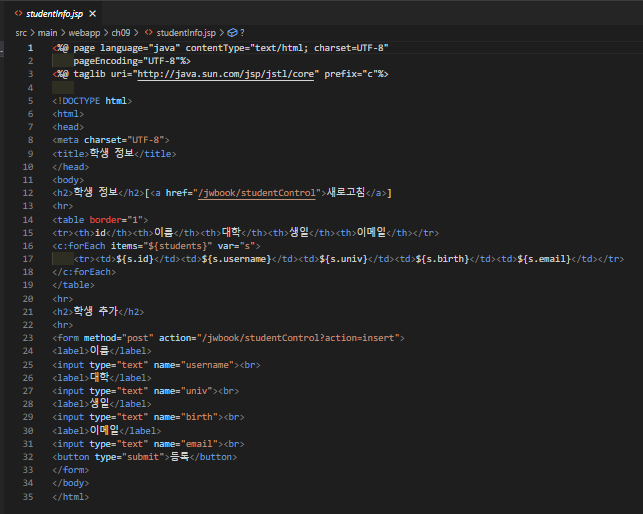 studentInfo.jsp ×
src > main > webapp > ch09 > studentInfo.jsp > ?
1 <%@ page language="java" contentType="text/html; charset=UTF-8"
2 pageEncoding="UTF-8"%>
3 <%@ taglib uri="http://java.sun.com/jsp/jstl/core" prefix="c"%>
4
5 <!DOCTYPE html>
6 <html>
7 <head>
8 <meta charset="UTF-8">
9 <title>학생 정보</title>
10 </head>
11 <body>
12 <h2>학생 정보</h2>[<a href="/jwbook/studentControl">새로고침</a>]
13 <hr>
14 <table border="1">
15 <tr><th>id</th><th>이름</th><th>대학</th><th>생일</th><th>이메일</th></tr>
16 <c:forEach items="${students}" var="s">
17 <tr><td>${s.id}</td><td>${s.username}</td><td>${s.univ}</td><td>${s.birth}</td><td>${s.email}</td></tr>
18 </c:forEach>
19 </table>
20 <hr>
21 <h2>학생 추가</h2>
22 <hr>
23 <form method="post" action="/jwbook/studentControl?action=insert">
24 <label>이름</label>
25 <input type="text" name="username"><br>
26 <label>대학</label>
27 <input type="text" name="univ"><br>
28 <label>생일</label>
29 <input type="text" name="birth"><br>
30 <label>이메일</label>
31 <input type="text" name="email"><br>
32 <button type="submit">등록</button>
33 </form>
34 </body>
35 </html>